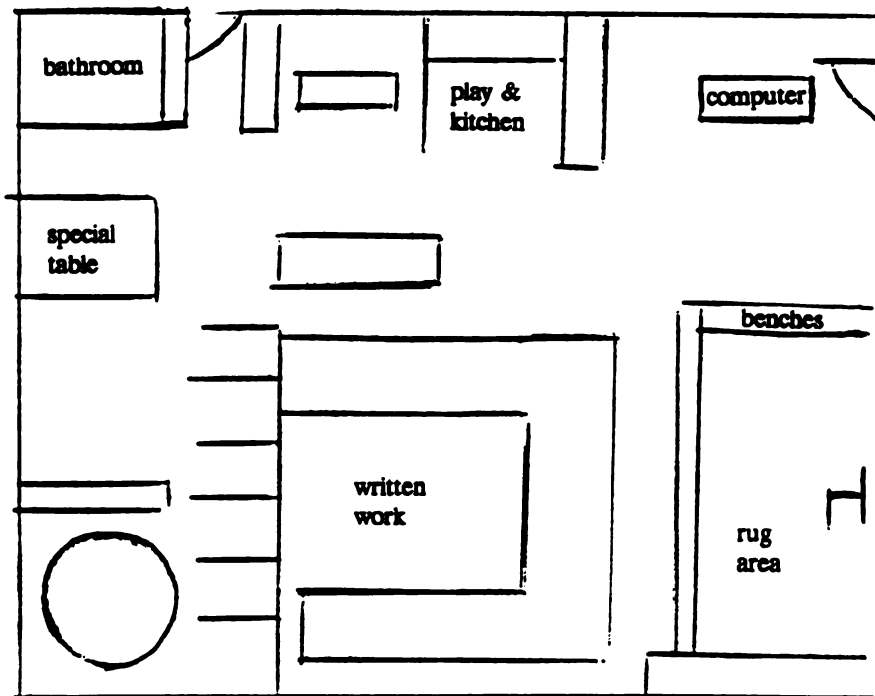 bathroom
play &
kitchen
computer
special
table
benches
written
work
rug
area